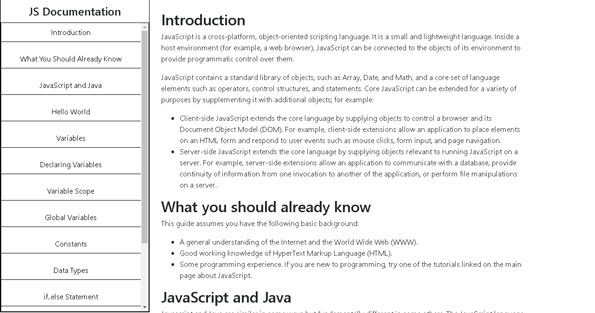 JS Documentation
Introduction
What You Should Already Know
JavaScript and Java
Hello World
Variables
Declaring Variables
Variable Scope
Global Variables
Constants
Data Types
if..else Statement
Introduction
JavaScript is a cross-platform, object-oriented scripting language. It is a small and lightweight language. Inside a
host environment (for example, a web browser), JavaScript can be connected to the objects of its environment to
provide programmatic control over them.
JavaScript contains a standard library of objects, such as Array, Date, and Math, and a core set of language
elements such as operators, control structures, and statements. Core JavaScript can be extended for a variety of
purposes by supplementing it with additional objects; for example:
Client-side JavaScript extends the core language by supplying objects to control a browser and its
Document Object Model (DOM). For example, client-side extensions allow an application to place elements
on an HTML form and respond to user events such as mouse clicks, form input, and page navigation.
Server-side JavaScript extends the core language by supplying objects relevant to running JavaScript on a
server. For example, server-side extensions allow an application to communicate with a database, provide
continuity of information from one invocation to another of the application, or perform file manipulations
on a server.
What you should already know
This guide assumes you have the following basic background:
A general understanding of the Internet and the World Wide Web (WWW).
Good working knowledge of HyperText Markup Language (HTML).
Some programming experience. If you are new to programming, try one of the tutorials linked on the main
page about JavaScript.
JavaScript and Java